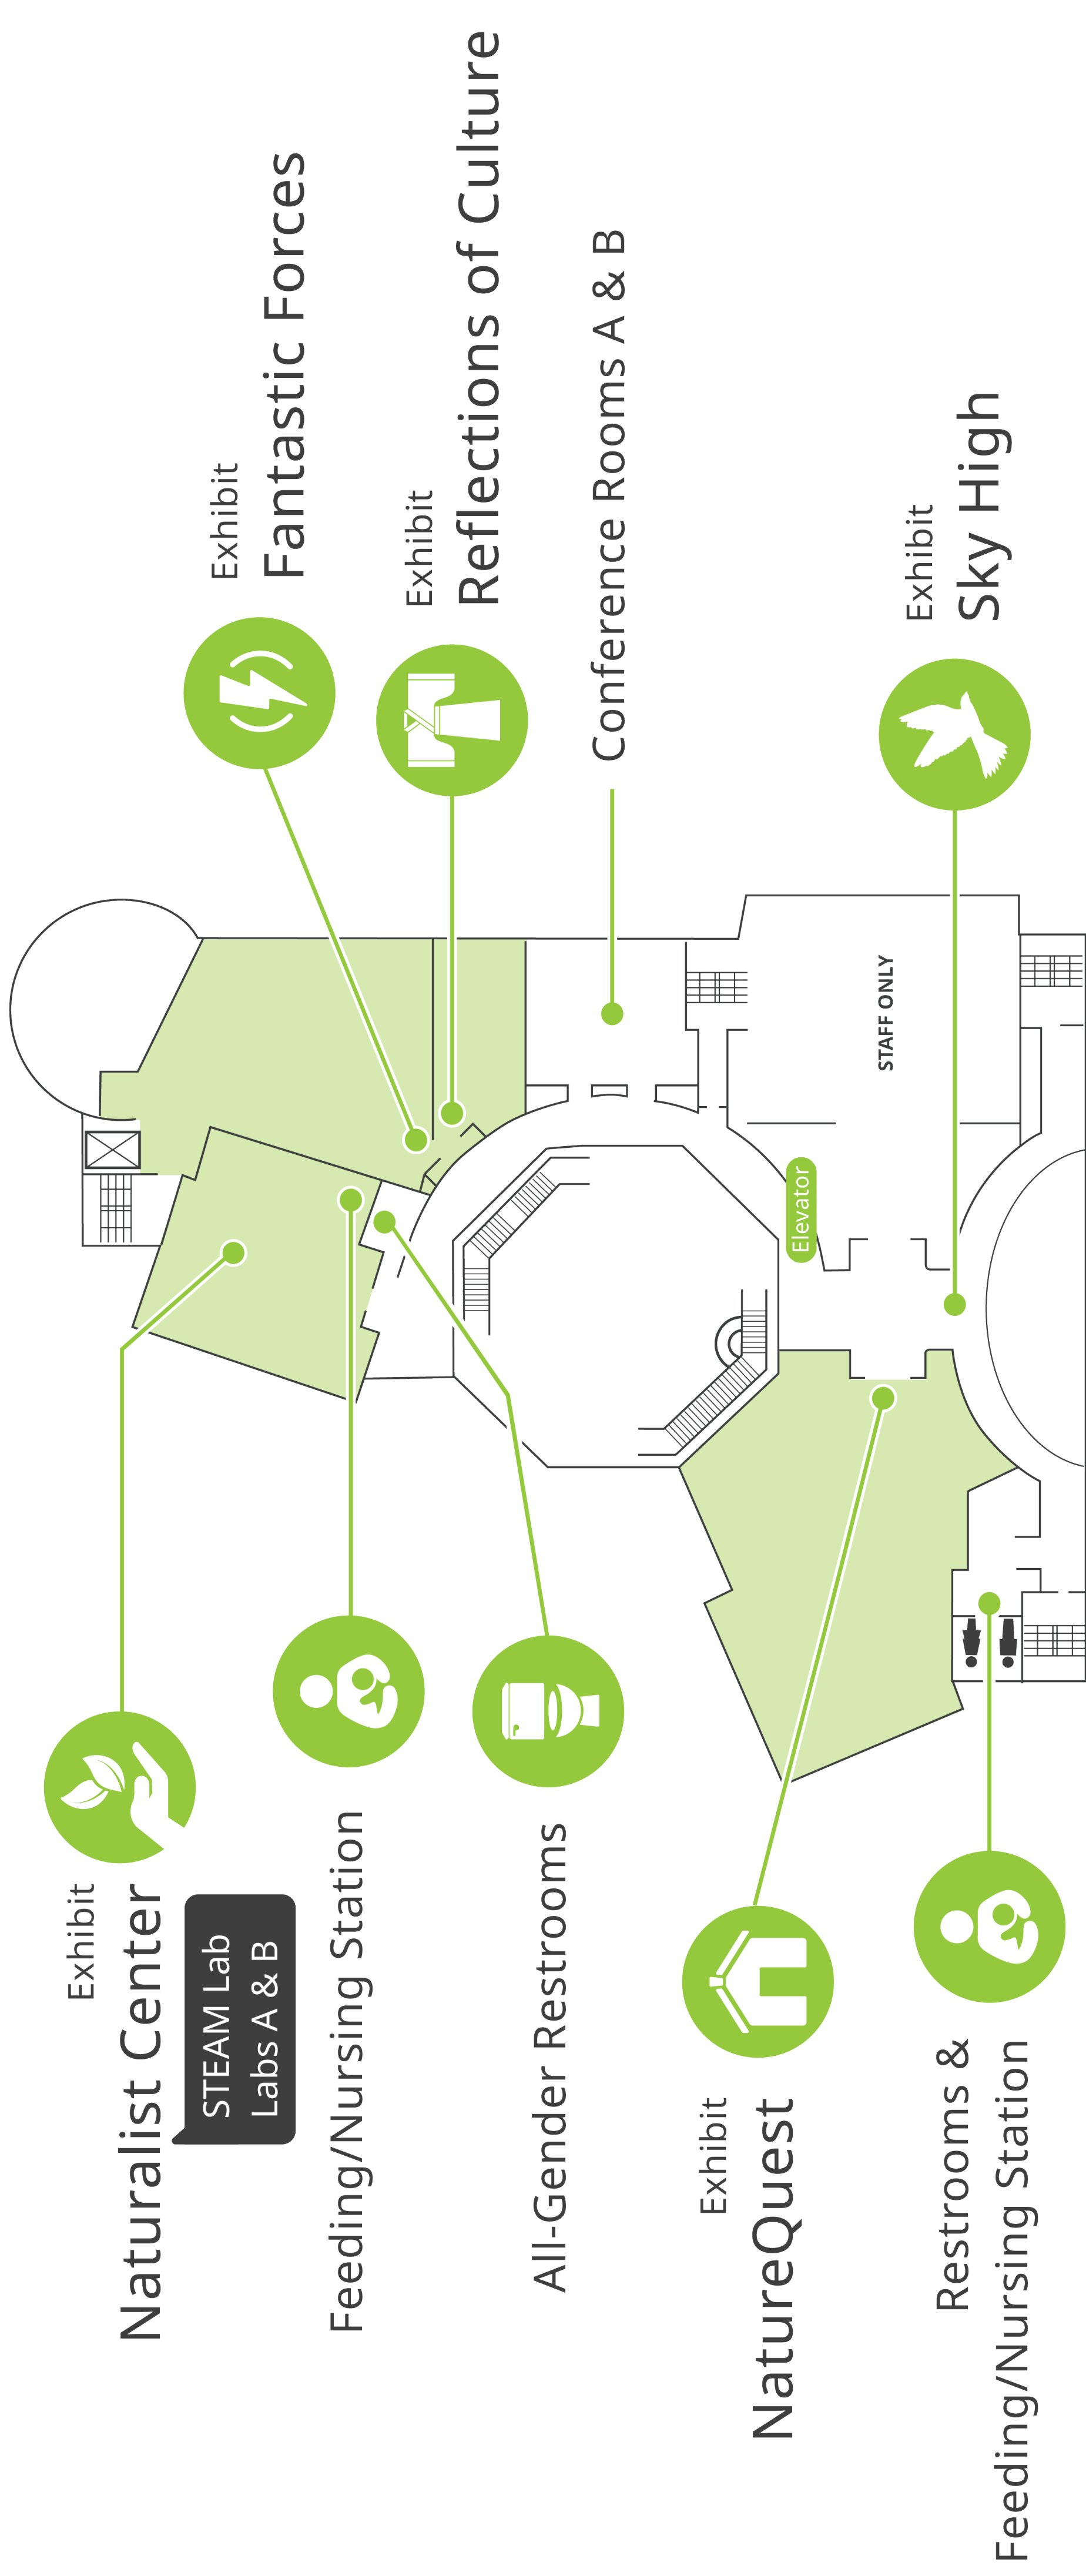 Exhibit
Naturalist Center
STEAM Lab
Labs A & B
Feeding/Nursing Station
All-Gender Restrooms
Exhibit
NatureQuest
Restrooms &
Feeding/Nursing Station
Exhibit
Fantastic Forces
Exhibit
Reflections of Culture
Conference Rooms A & B
STAFF ONLY
Elevator
Exhibit
Sky High